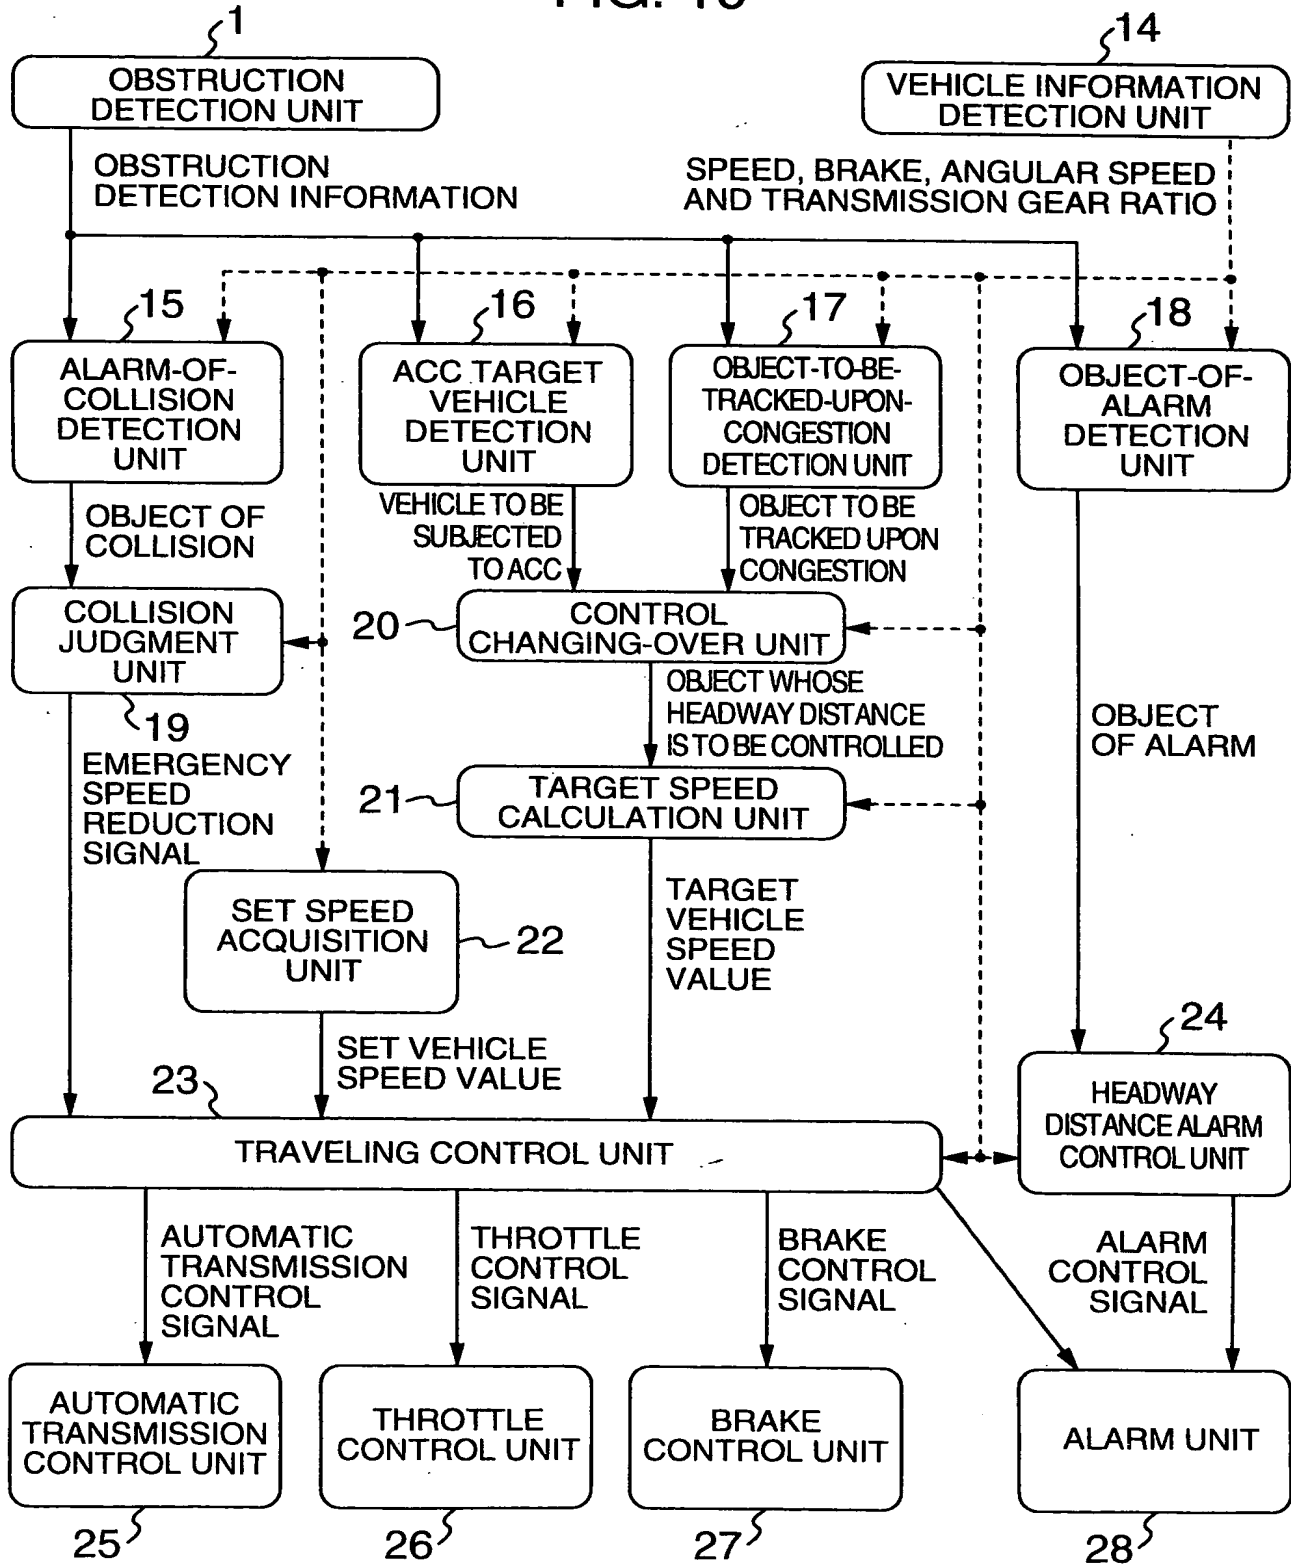 FIG.
1
OBSTRUCTION
DETECTION UNIT
14
VEHICLE INFORMATION
DETECTION UNIT
OBSTRUCTION
DETECTION INFORMATION
SPEED, BRAKE, ANGULAR SPEED
AND TRANSMISSION GEAR RATIO
15
ALARM-OF-
COLLISION
DETECTION
UNIT
16
ACC TARGET
VEHICLE
DETECTION
UNIT
17
OBJECT-TO-BE-
TRACKED-UPON-
CONGESTION
DETECTION UNIT
18
OBJECT-OF-
ALARM
DETECTION
UNIT
OBJECT OF
COLLISION
VEHICLE TO BE
SUBJECTED
TO ACC
OBJECT TO BE
TRACKED UPON
CONGESTION
COLLISION
JUDGMENT
UNIT
19
20
CONTROL
CHANGING-OVER UNIT
OBJECT WHOSE
HEADWAY DISTANCE
IS TO BE CONTROLLED
OBJECT
OF ALARM
EMERGENCY
SPEED
REDUCTION
SIGNAL
21
TARGET SPEED
CALCULATION UNIT
SET SPEED
ACQUISITION
UNIT
22
TARGET
VEHICLE
SPEED
VALUE
SET VEHICLE
SPEED VALUE
24
HEADWAY
DISTANCE ALARM
CONTROL UNIT
23
TRAVELING CONTROL UNIT
AUTOMATIC
TRANSMISSION
CONTROL
SIGNAL
THROTTLE
CONTROL
SIGNAL
BRAKE
CONTROL
SIGNAL
ALARM
CONTROL
SIGNAL
AUTOMATIC
TRANSMISSION
CONTROL UNIT
25
THROTTLE
CONTROL UNIT
26
BRAKE
CONTROL UNIT
27
ALARM UNIT
28